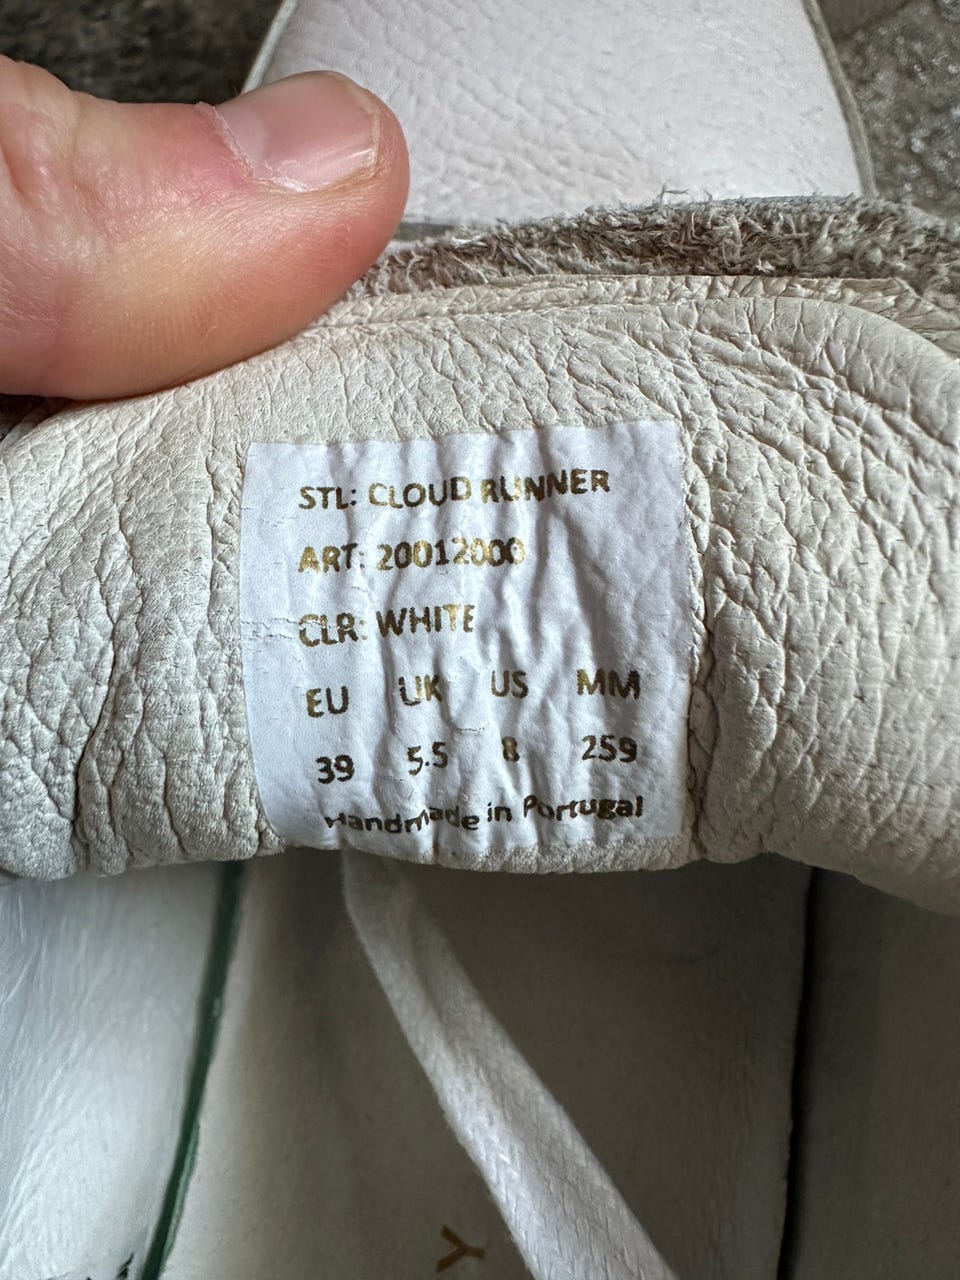 STL: CLOUD RUNNER
ART: 20012000
CLR: WHITE
EU UK US MM
39 5.5 8 259
Handmade in Portugal
Y